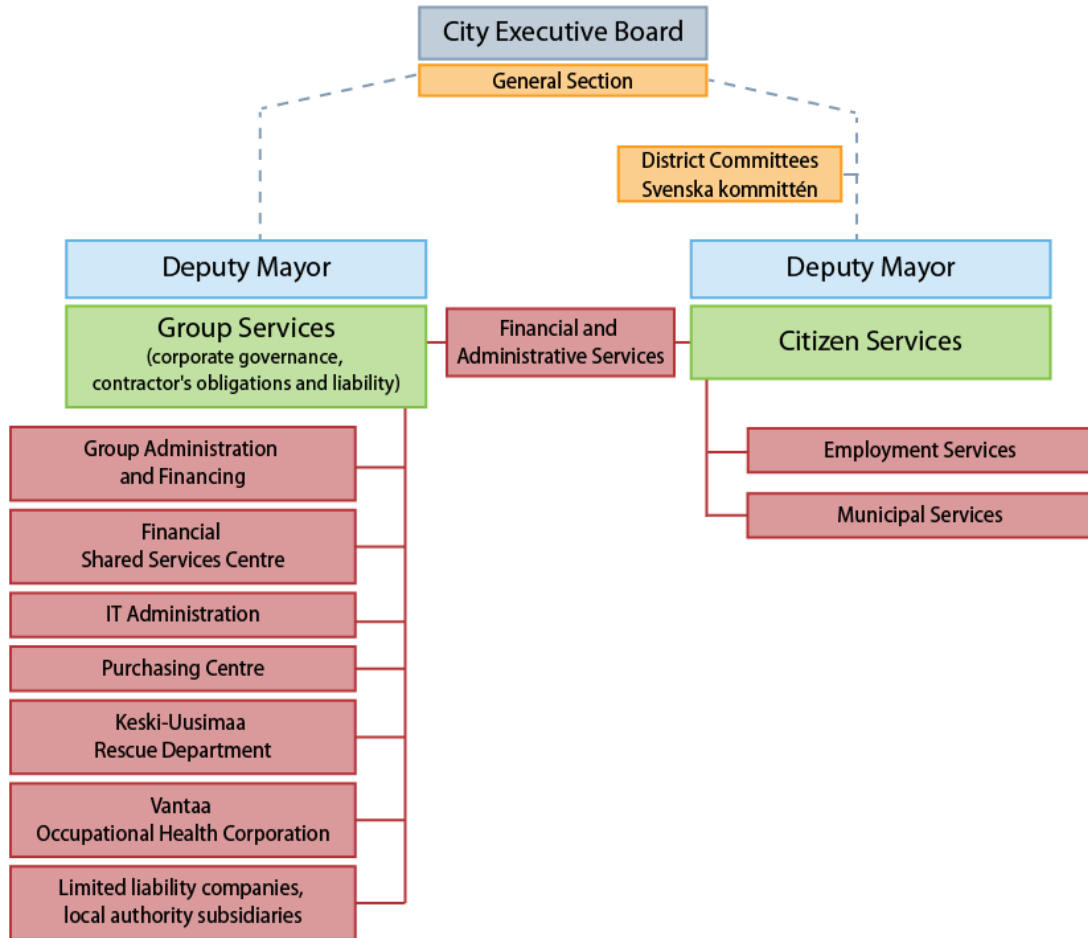 City Executive Board
General Section
District Committees
Svenska kommittén
Deputy Mayor
Deputy Mayor
Group Services
(corporate governance,
contractor's obligations and liability)
Financial and
Administrative Services
Citizen Services
Group Administration
and Financing
Financial
Shared Services Centre
IT Administration
Purchasing Centre
Keski-Uusimaa
Rescue Department
Vantaa
Occupational Health Corporation
Limited liability companies,
local authority subsidiaries
Employment Services
Municipal Services